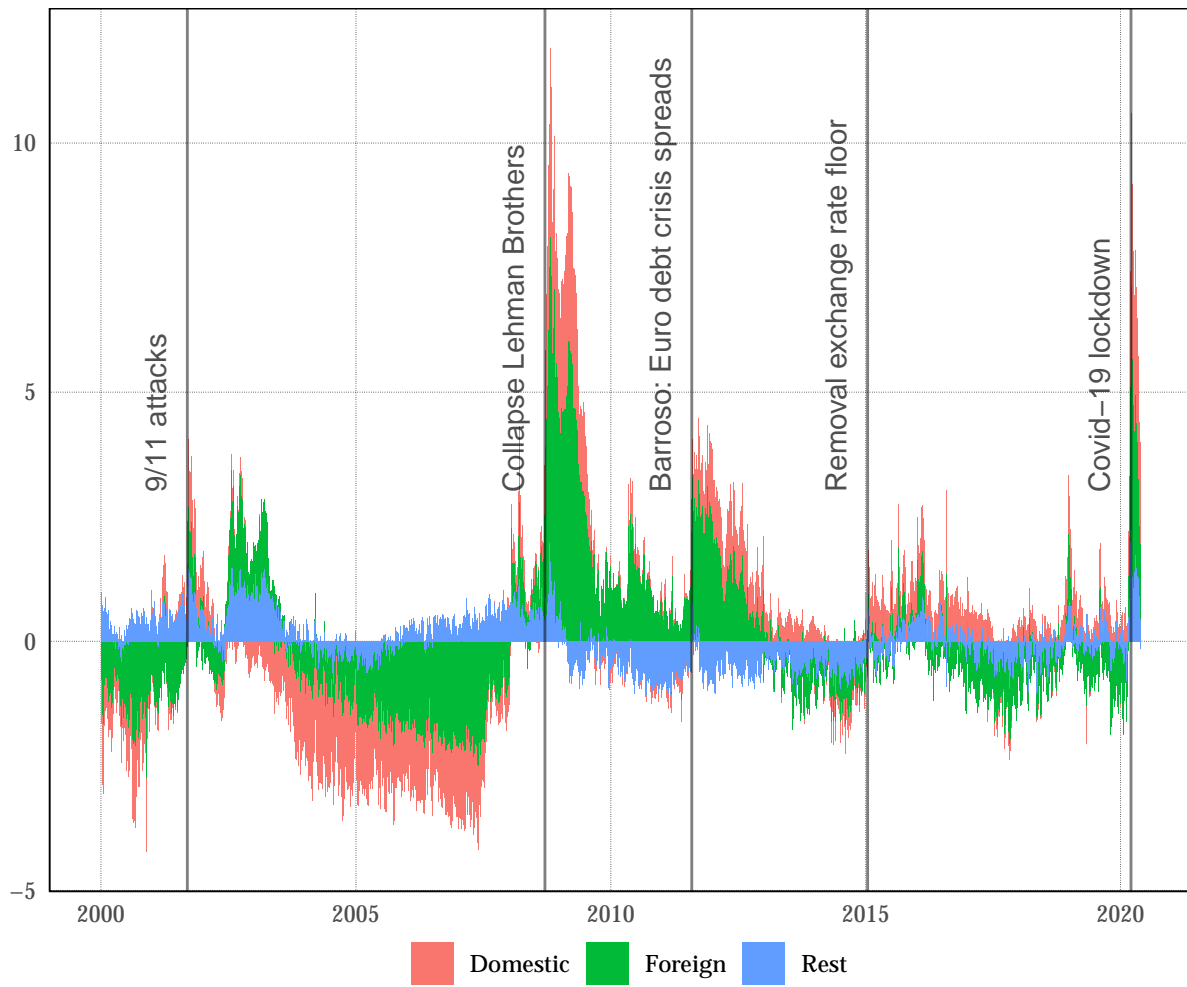 10
5
0
−5
9/11 attacks
Collapse Lehman Brothers
Barroso: Euro debt crisis spreads
Removal exchange rate floor
Covid−19 lockdown
2000 2005 2010 2015 2020
Domestic Foreign Rest